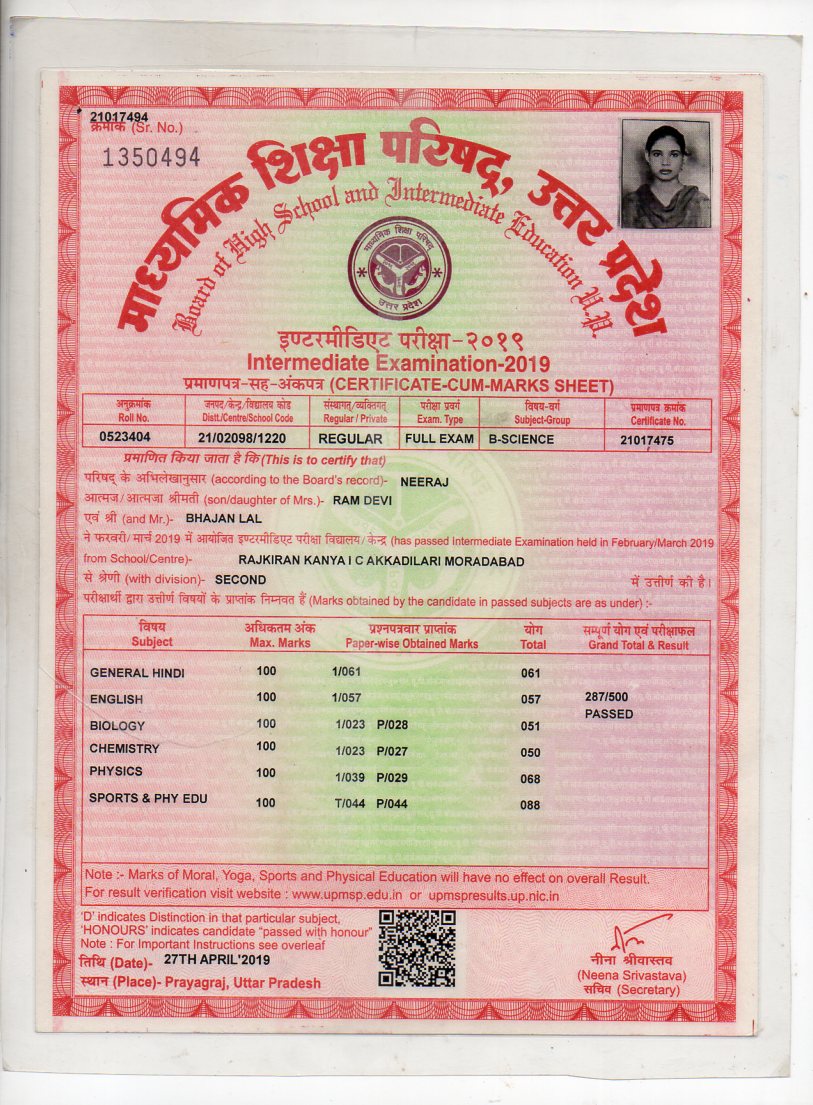 21017494
क्रमांक (Sr. No.)
1350494
माध्यमिक शिक्षा परिषद्, उत्तर प्रदेश
Board of High School and Intermediate Education U.P.
माध्यमिक शिक्षा परिषद
उत्तर प्रदेश
इण्टरमीडिएट परीक्षा-२०१९
Intermediate Examination-2019
प्रमाणपत्र-सह-अंकपत्र (CERTIFICATE-CUM-MARKS SHEET)
अनुक्रमांक जनपद/केन्द्र/विद्यालय कोड संस्थागत्/व्यक्तिगत् परीक्षा प्रवर्ग विषय-वर्ग प्रमाणपत्र क्रमांक
Roll No. Distt./Centre/School Code Regular / Private Exam. Type Subject-Group Certificate No.
0523404 21/02098/1220 REGULAR FULL EXAM B-SCIENCE 21017475
प्रमाणित किया जाता है कि (This is to certify that)
परिषद् के अभिलेखानुसार (according to the Board's record)- NEERAJ
आत्मज/आत्मजा श्रीमती (son/daughter of Mrs.)- RAM DEVI
एवं श्री (and Mr.)- BHAJAN LAL
ने फरवरी/मार्च 2019 में आयोजित इण्टरमीडिएट परीक्षा विद्यालय/केन्द्र (has passed Intermediate Examination held in February/March 2019
from School/Centre)- RAJKIRAN KANYA I C AKKADILARI MORADABAD
से श्रेणी (with division)- SECOND में उत्तीर्ण की है।
परीक्षार्थी द्वारा उत्तीर्ण विषयों के प्राप्तांक निम्नवत हैं (Marks obtained by the candidate in passed subjects are as under) :-
विषय अधिकतम अंक प्रश्नपत्रवार प्राप्तांक योग सम्पूर्ण योग एवं परीक्षाफल
Subject Max. Marks Paper-wise Obtained Marks Total Grand Total & Result
GENERAL HINDI 100 1/061 061
ENGLISH 100 1/057 057 287/500
PASSED
BIOLOGY 100 1/023 P/028 051
CHEMISTRY 100 1/023 P/027 050
PHYSICS 100 1/039 P/029 068
SPORTS & PHY EDU 100 T/044 P/044 088
Note :- Marks of Moral, Yoga, Sports and Physical Education will have no effect on overall Result.
For result verification visit website : www.upmsp.edu.in or upmspresults.up.nic.in
'D' indicates Distinction in that particular subject,
'HONOURS' indicates candidate "passed with honour"
Note : For Important Instructions see overleaf
तिथि (Date)- 27TH APRIL'2019
स्थान (Place)- Prayagraj, Uttar Pradesh
नीना श्रीवास्तव
(Neena Srivastava)
सचिव (Secretary)